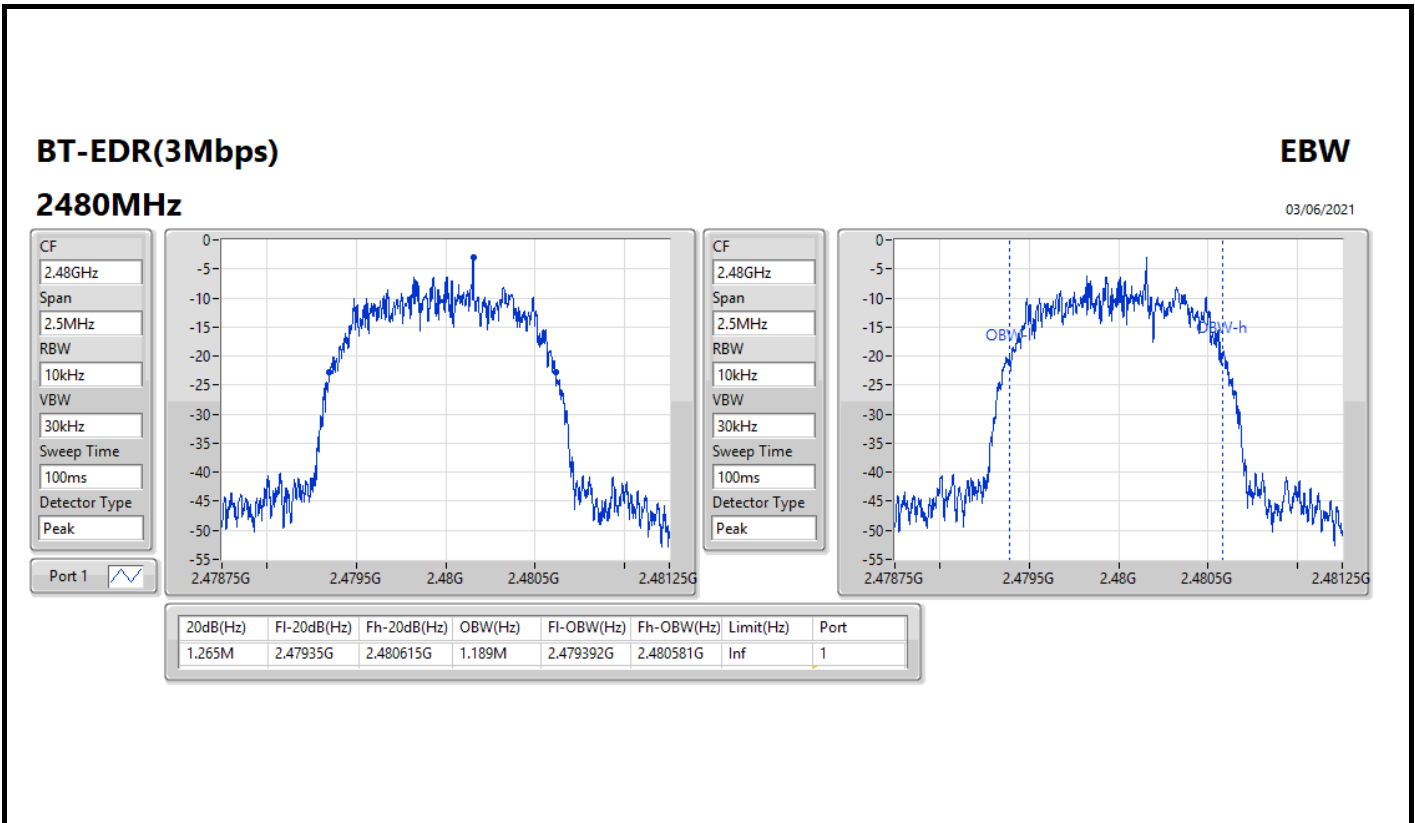 BT-EDR(3Mbps)
EBW
2480MHz
03/06/2021
CF
2.48GHz
Span
2.5MHz
RBW
10kHz
VBW
30kHz
Sweep Time
100ms
Detector Type
Peak
Port 1
0
-5
-10
-15
-20
-25
-30
-35
-40
-45
-50
-55
2.47875G 2.4795G 2.48G 2.4805G 2.48125G
CF
2.48GHz
Span
2.5MHz
RBW
10kHz
VBW
30kHz
Sweep Time
100ms
Detector Type
Peak
0
-5
-10
-15
-20
-25
-30
-35
-40
-45
-50
-55
OBW-l
OBW-h
2.47875G 2.4795G 2.48G 2.4805G 2.48125G
20dB(Hz) Fl-20dB(Hz) Fh-20dB(Hz) OBW(Hz) Fl-OBW(Hz) Fh-OBW(Hz) Limit(Hz) Port
1.265M 2.47935G 2.480615G 1.189M 2.479392G 2.480581G Inf 1